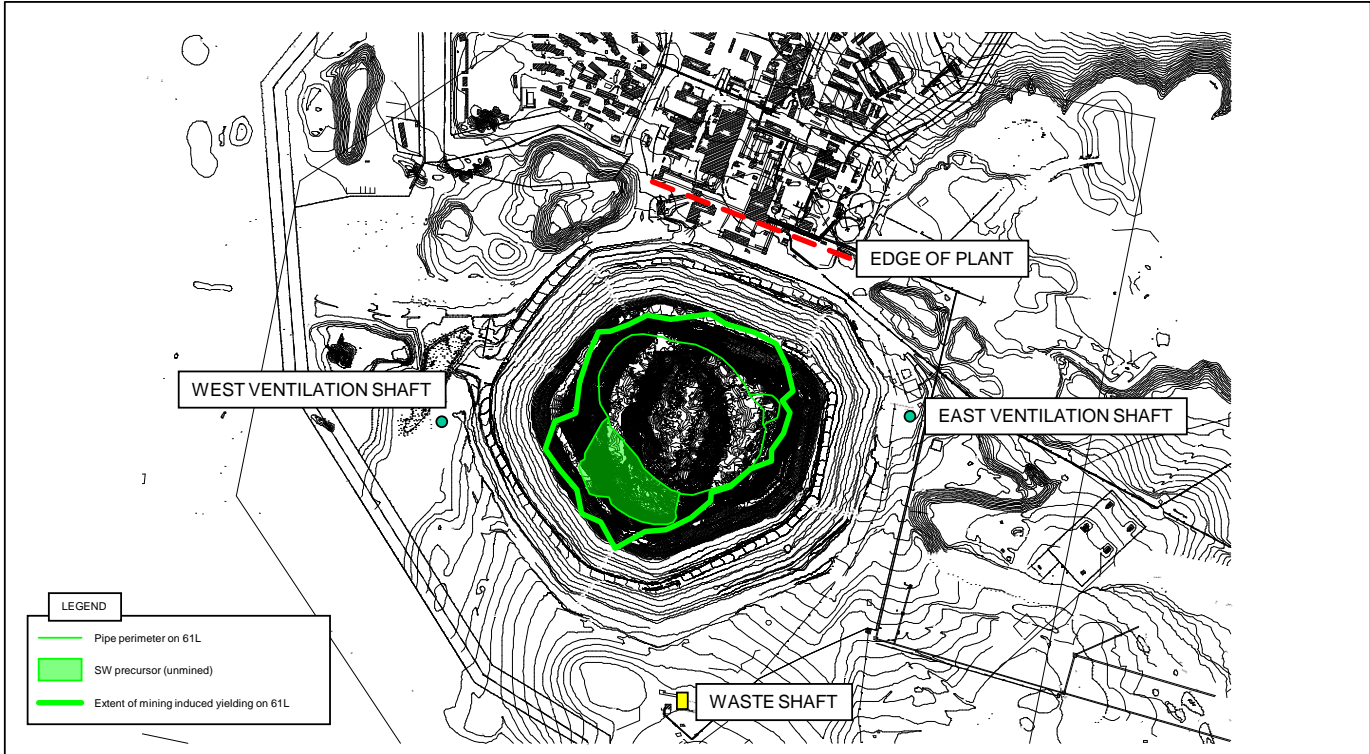 EDGE OF PLANT
WEST VENTILATION SHAFT
EAST VENTILATION SHAFT
LEGEND
Pipe perimeter on 61L
SW precursor (unmined)
Extent of mining induced yielding on 61L
WASTE SHAFT